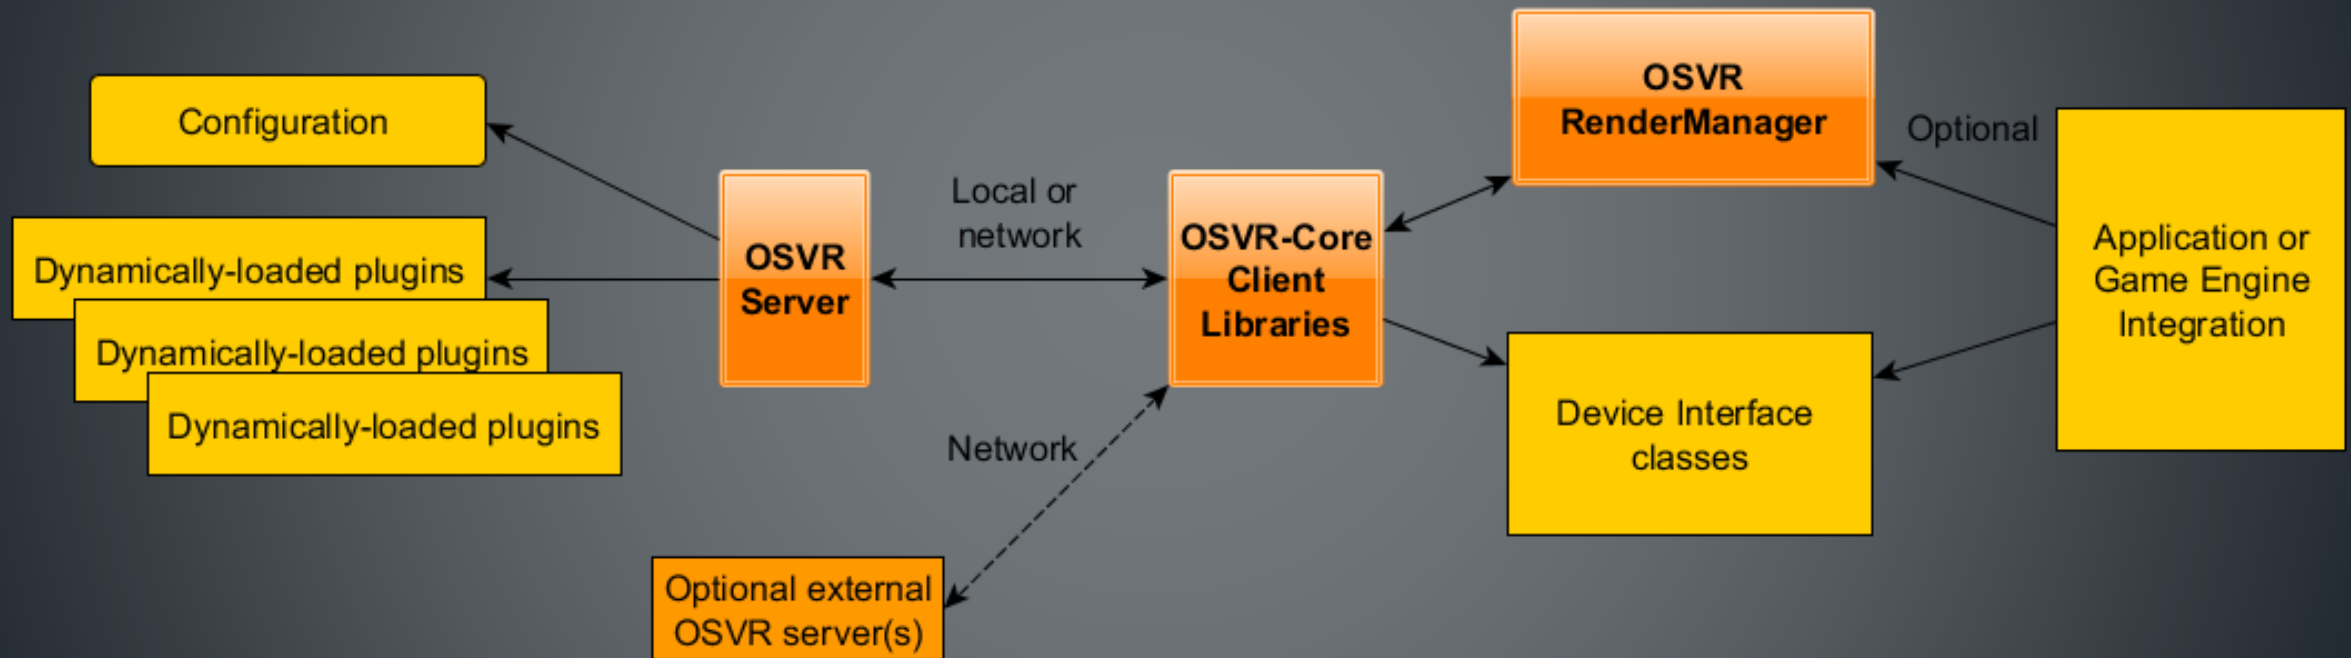 Configuration
Dynamically-loaded plugins
Dynamically-loaded plugins
Dynamically-loaded plugins
OSVR
Server
Local or
network
Network
Optional external
OSVR server(s)
OSVR-Core
Client
Libraries
OSVR
RenderManager
Optional
Device Interface
classes
Application or
Game Engine
Integration